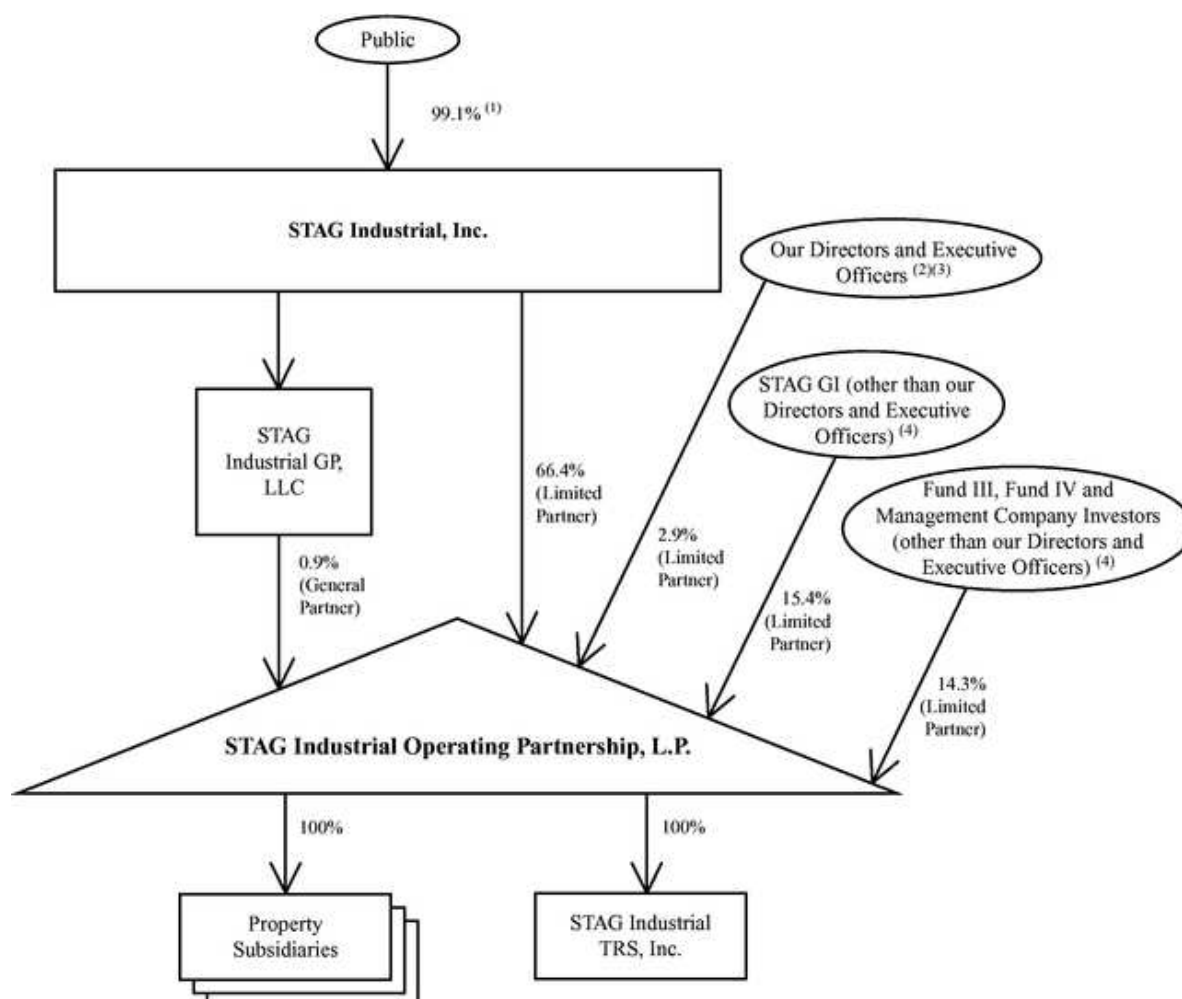 Public
99.1% (1)
STAG Industrial, Inc.
Our Directors and Executive
Officers (2)(3)
STAG GI (other than our
Directors and Executive
Officers) (4)
Fund III, Fund IV and
Management Company Investors
(other than our Directors and
Executive Officers) (4)
STAG
Industrial GP,
LLC
66.4%
(Limited
Partner)
2.9%
(Limited
Partner)
0.9%
(General
Partner)
15.4%
(Limited
Partner)
14.3%
(Limited
Partner)
STAG Industrial Operating Partnership, L.P.
100%
100%
Property
Subsidiaries
STAG Industrial
TRS, Inc.